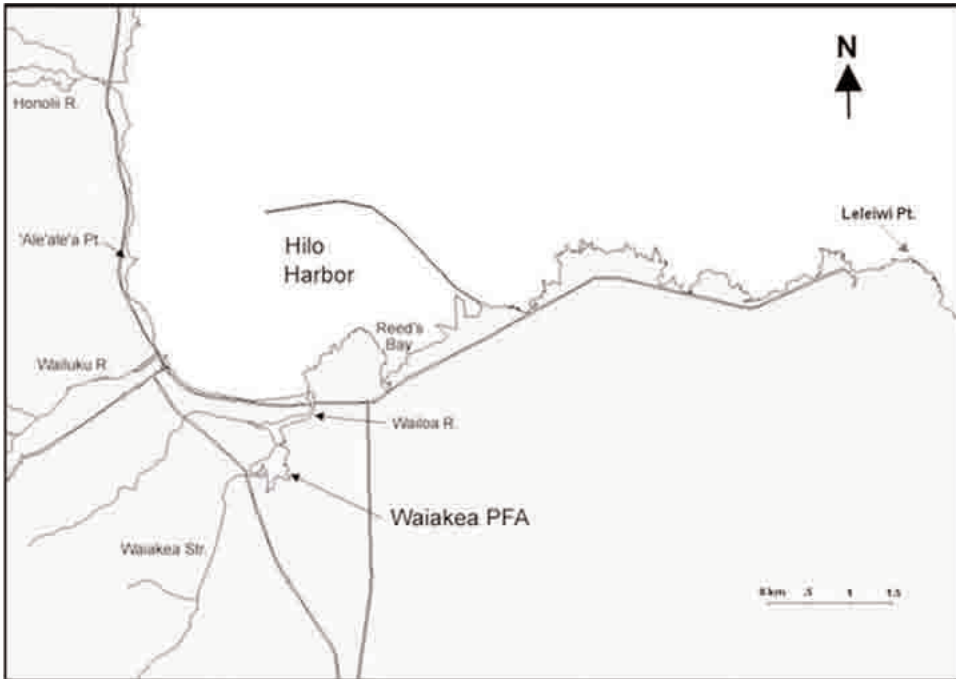 N
Honolii R.
Leleiwi Pt.
'Ale'ale'a Pt
Hilo
Harbor
Reed's
Bay
Wailuku R
Wailoa R.
Waiakea PFA
Waiakea Str.
0 km .5 1 1.5